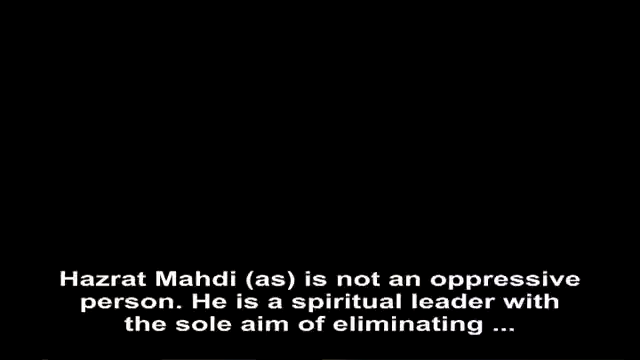 Hazrat Mahdi (as) is not an oppressive
person. He is a spiritual leader with
the sole aim of eliminating ...